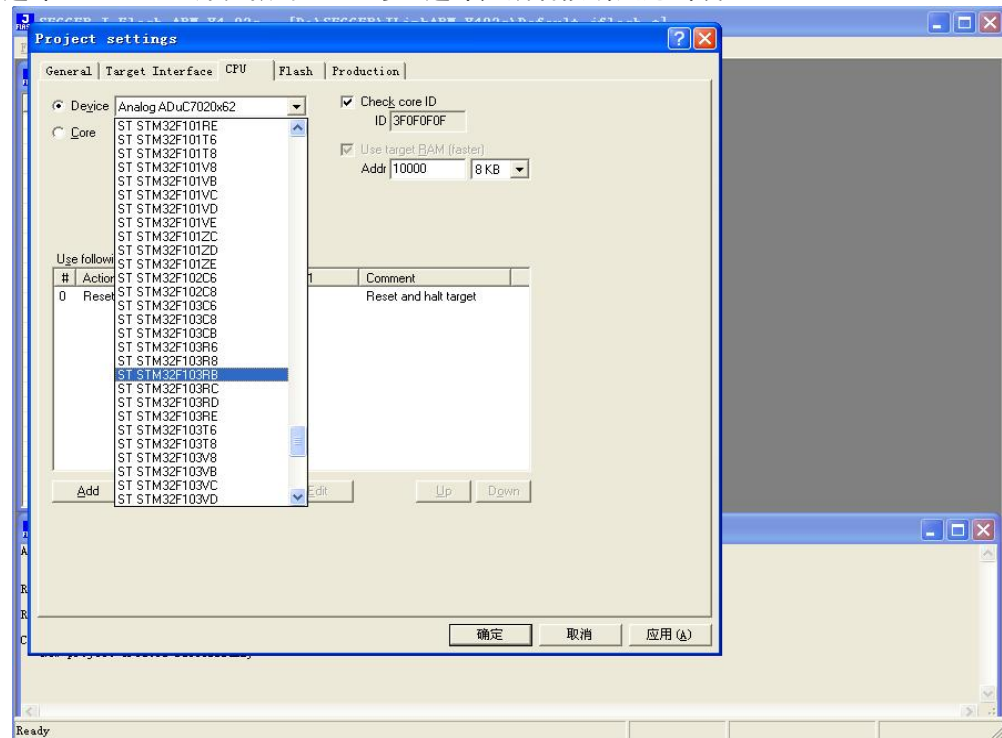 Project settings
General
Target Interface
CPU
Flash
Production
Device
Analog ADuC7020x62
Check core ID
ID
3F0F0F0F
Core
Use target RAM (faster)
Addr
10000
8 KB
ST STM32F101RE
ST STM32F101T6
ST STM32F101T8
ST STM32F101V8
ST STM32F101VB
ST STM32F101VC
ST STM32F101VD
ST STM32F101VE
ST STM32F101ZC
ST STM32F101ZD
ST STM32F101ZE
ST STM32F102C6
ST STM32F102C8
ST STM32F103C6
ST STM32F103C8
ST STM32F103CB
ST STM32F103R6
ST STM32F103R8
ST STM32F103RB
ST STM32F103RC
ST STM32F103RD
ST STM32F103RE
ST STM32F103T6
ST STM32F103T8
ST STM32F103V8
ST STM32F103VB
ST STM32F103VC
ST STM32F103VD
Use followi
# Action 1 Comment
0 Reset Reset and halt target
Add
Edit
Up
Down
确定
取消
应用(A)
Ready